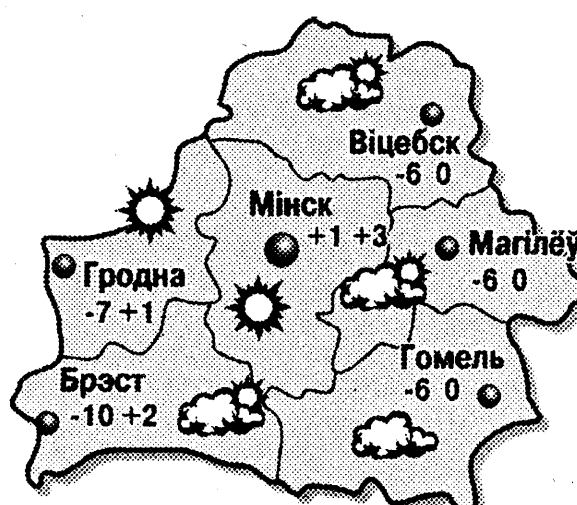 Віцебск
-6 0
Мінск
+1 +3
Магілёў
-6 0
Гродна
-7 +1
Гомель
-6 0
Брэст
-10 +2